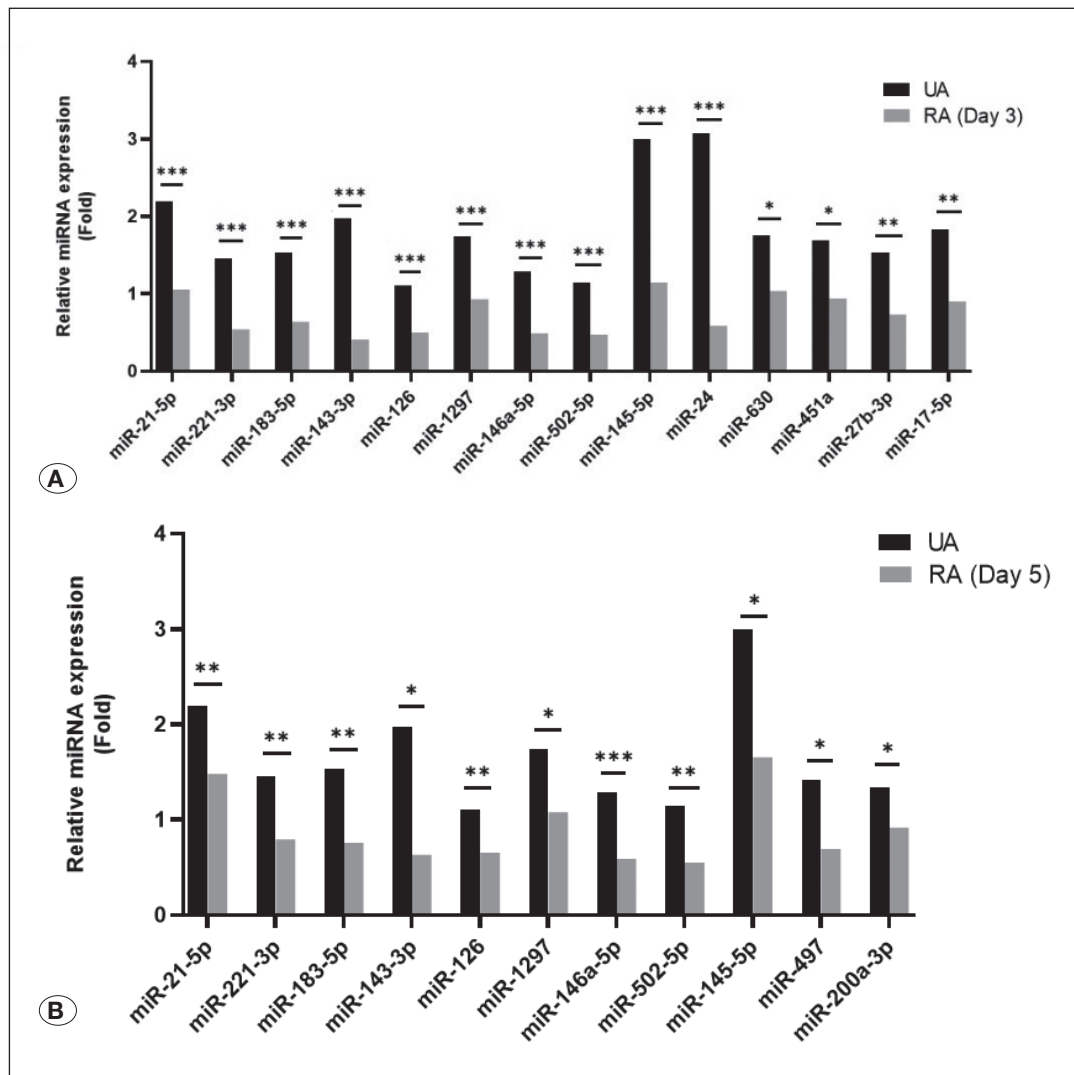 4
3
2
1
0
Relative miRNA expression
(Fold)
UA
RA (Day 3)
***
***
***
***
***
***
***
***
***
***
*
*
**
**
miR-21-5p
miR-221-3p
miR-183-5p
miR-143-3p
miR-126
miR-1297
miR-146a-5p
miR-502-5p
miR-145-5p
miR-24
miR-630
miR-451a
miR-27b-3p
miR-17-5p
A
4
3
2
1
0
Relative miRNA expression
(Fold)
UA
RA (Day 5)
**
**
**
*
**
*
***
**
*
*
*
miR-21-5p
miR-221-3p
miR-183-5p
miR-143-3p
miR-126
miR-1297
miR-146a-5p
miR-502-5p
miR-145-5p
miR-497
miR-200a-3p
B